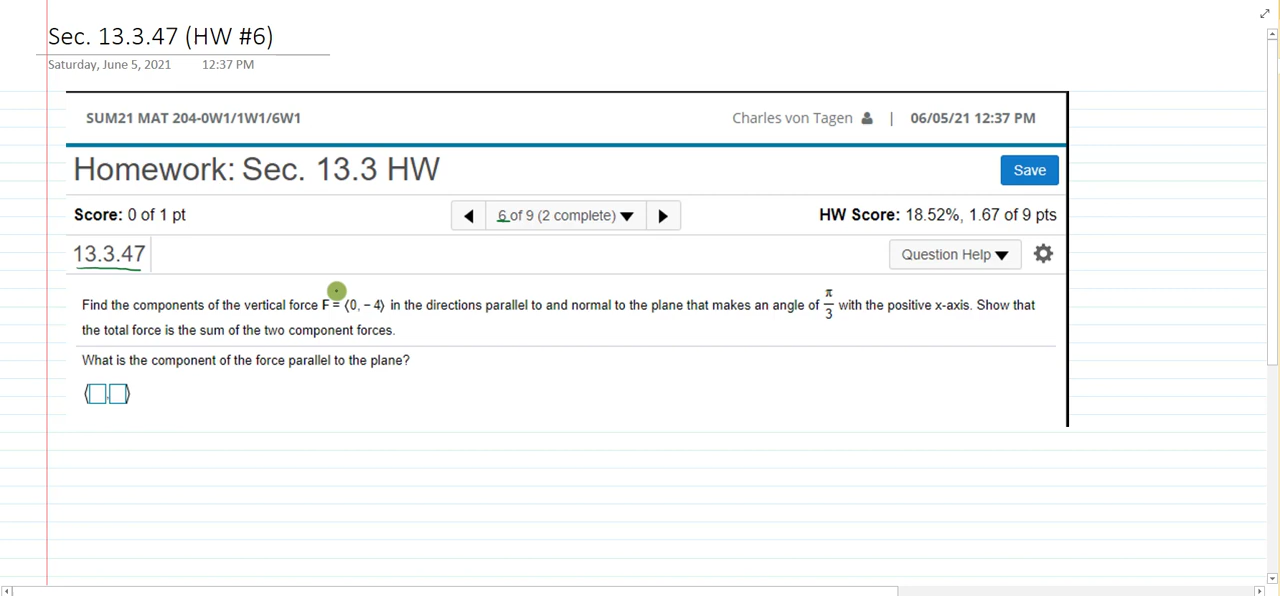 Sec. 13.3.47 (HW #6)
Saturday, June 5, 2021 12:37 PM
SUM21 MAT 204-0W1/1W1/6W1 Charles von Tagen | 06/05/21 12:37 PM
Homework: Sec. 13.3 HW Save
Score: 0 of 1 pt 6 of 9 (2 complete) HW Score: 18.52%, 1.67 of 9 pts
13.3.47 Question Help
Find the components of the vertical force F = ⟨0, − 4⟩ in the directions parallel to and normal to the plane that makes an angle of π/3 with the positive x-axis. Show that
the total force is the sum of the two component forces.
What is the component of the force parallel to the plane?
⟨ , ⟩